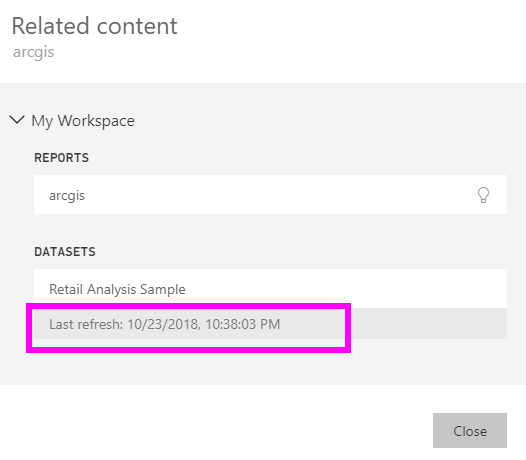 Related content
arcgis
My Workspace
REPORTS
arcgis
DATASETS
Retail Analysis Sample
Last refresh: 10/23/2018, 10:38:03 PM
Close